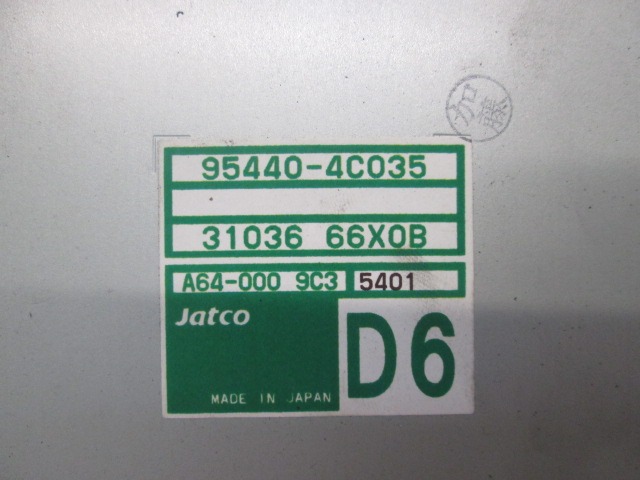 95440-4C035
31036 66X0B
A64-000 9C3 5401
Jatco
D6
MADE IN JAPAN